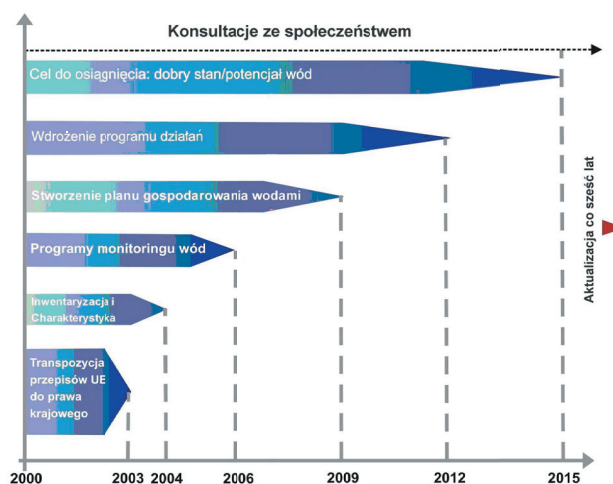 Konsultacje ze społeczeństwem
Cel do osiągnięcia: dobry stan/potencjał wód
Wdrożenie programu działań
Stworzenie planu gospodarowania wodami
Programy monitoringu wód
Inwentaryzacja i
Charakterystyka
Transpozycja
przepisów UE
do prawa
krajowego
Aktualizacja co sześć lat
2000 2003 2004 2006 2009 2012 2015